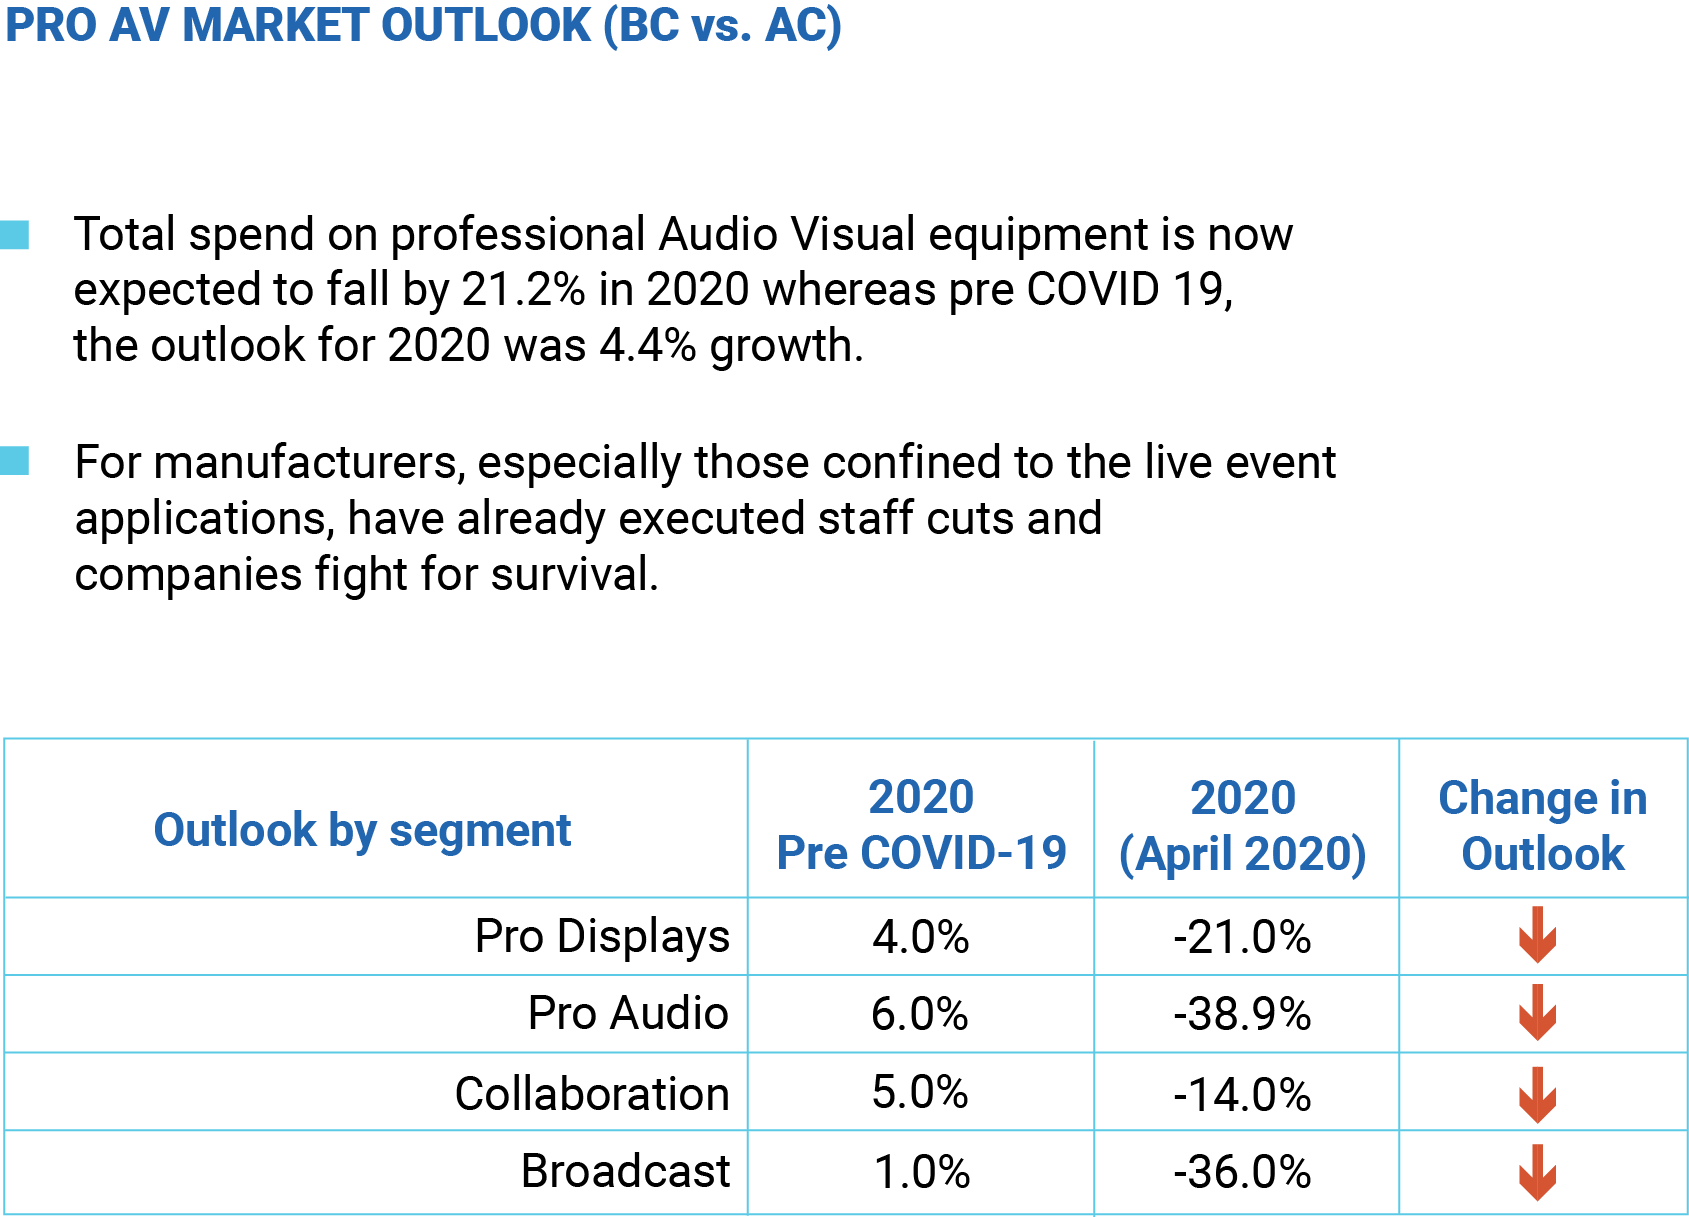 PRO AV MARKET OUTLOOK (BC vs. AC)
Total spend on professional Audio Visual equipment is now
expected to fall by 21.2% in 2020 whereas pre COVID 19,
the outlook for 2020 was 4.4% growth.
For manufacturers, especially those confined to the live event
applications, have already executed staff cuts and
companies fight for survival.
Outlook by segment
2020
Pre COVID-19
2020
(April 2020)
Change in
Outlook
Pro Displays 4.0% -21.0%
Pro Audio 6.0% -38.9%
Collaboration 5.0% -14.0%
Broadcast 1.0% -36.0%